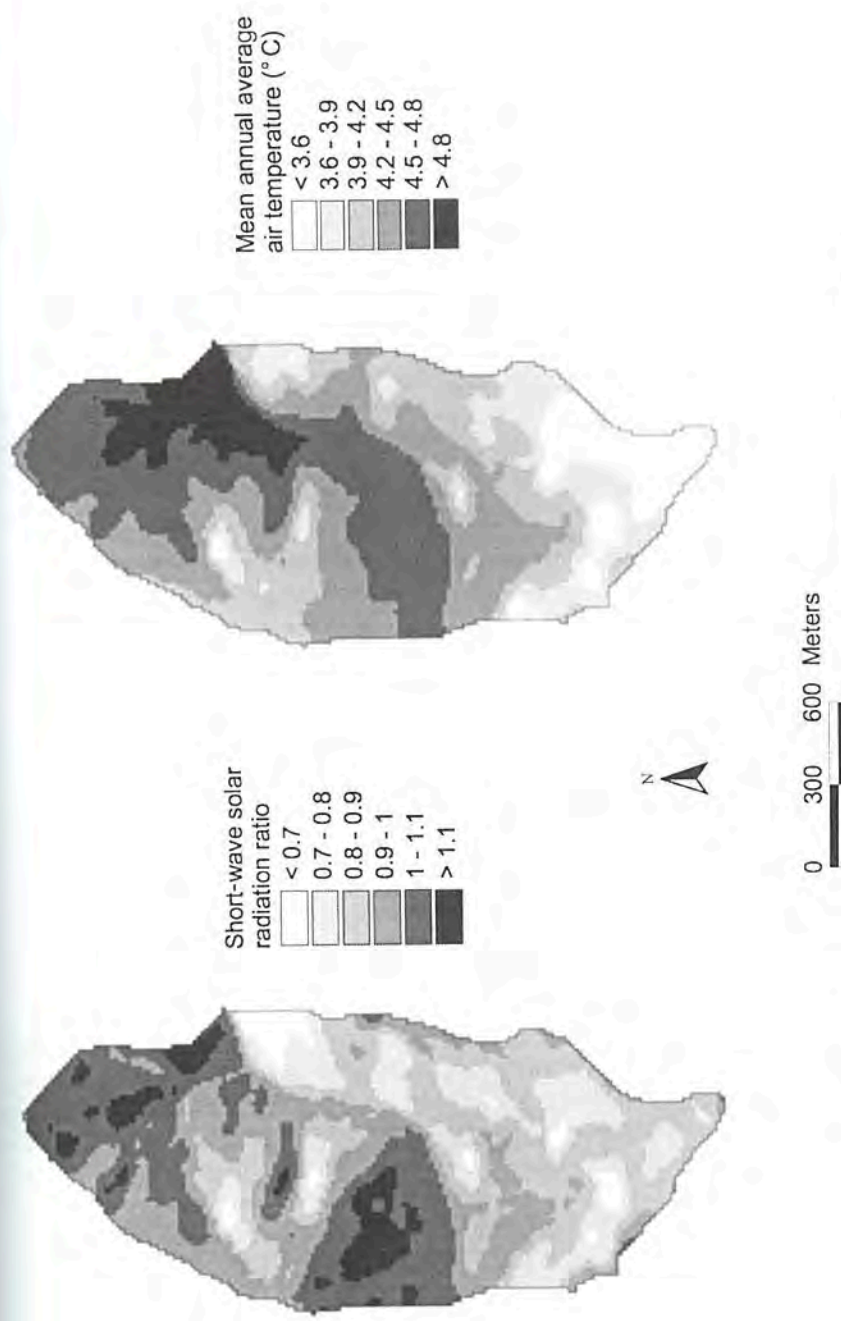 Short-wave solar
radiation ratio
< 0.7
0.7 - 0.8
0.8 - 0.9
0.9 - 1
1 - 1.1
> 1.1
Mean annual average
air temperature (° C)
< 3.6
3.6 - 3.9
3.9 - 4.2
4.2 - 4.5
4.5 - 4.8
> 4.8
N
0 300 600 Meters